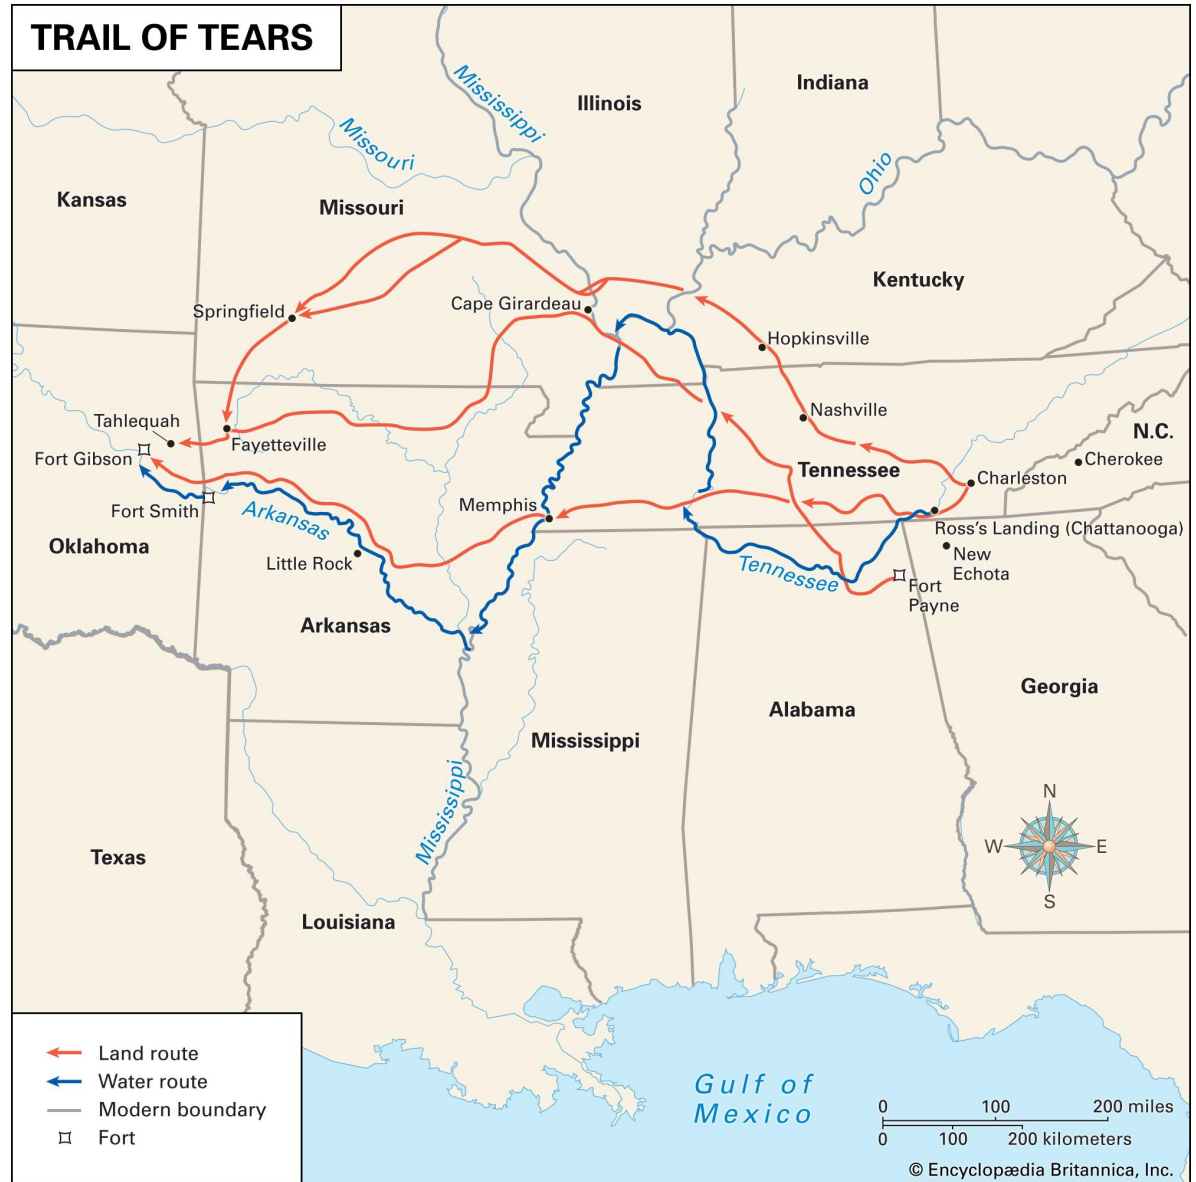 TRAIL OF TEARS
Mississippi
Illinois
Indiana
Missouri
Ohio
Kansas
Missouri
Kentucky
Cape Girardeau
Springfield
Hopkinsville
Tahlequah
Nashville
Fort Gibson
Fayetteville
N.C.
Cherokee
Tennessee
Charleston
Fort Smith
Arkansas
Memphis
Ross's Landing (Chattanooga)
Oklahoma
Little Rock
Tennessee
New
Echota
Fort
Payne
Arkansas
Georgia
Alabama
Mississippi
Mississippi
Texas
Louisiana
N
W
E
S
Land route
Water route
Modern boundary
Fort
Gulf of
Mexico
0 100 200 miles
0 100 200 kilometers
© Encyclopædia Britannica, Inc.